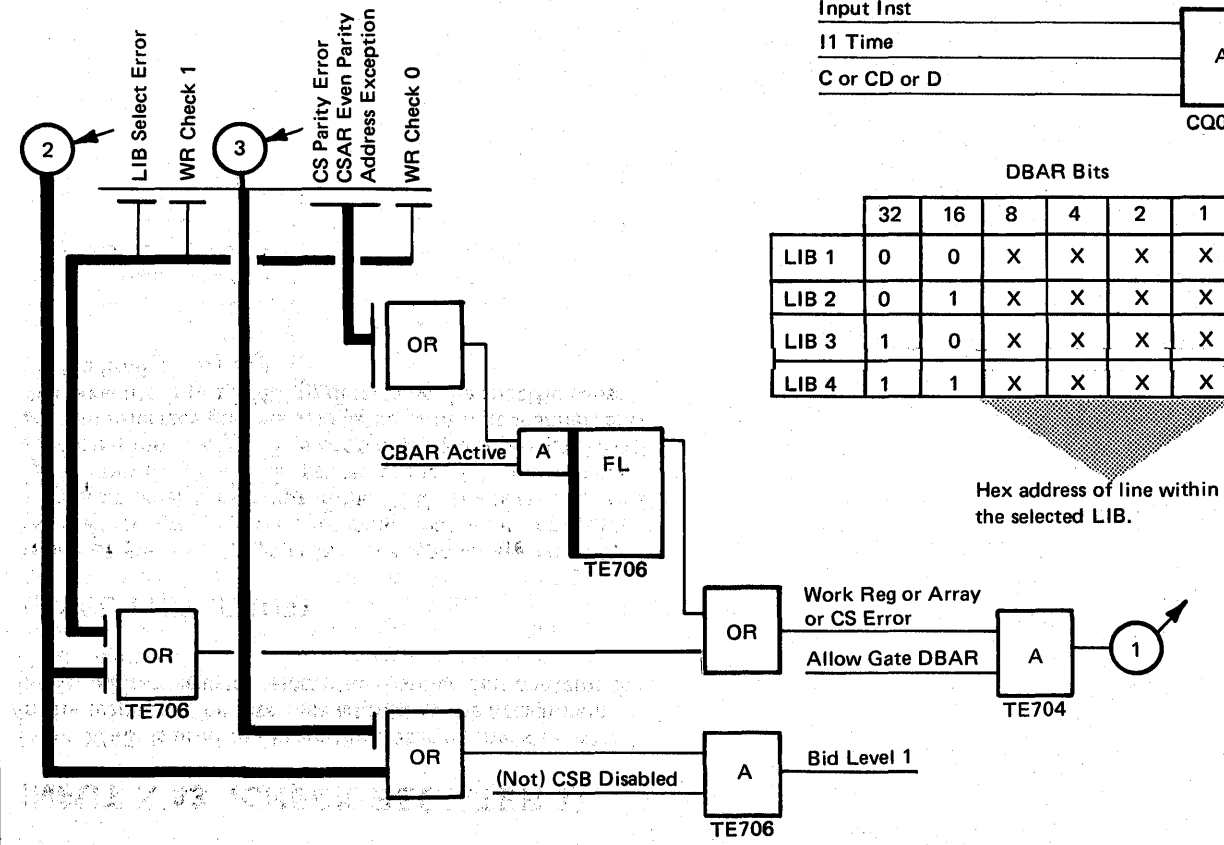 LIB Select Error
WR Check 1
CS Parity Error
CSAR Even Parity
Address Exception
WR Check 0
2
3
OR
CBAR Active
A
FL
TE706
OR
TE706
OR
Work Reg or Array
or CS Error
Allow Gate DBAR
A
TE704
1
OR
(Not) CSB Disabled
A
TE706
Bid Level 1
Input Inst
I1 Time
C or CD or D
A
DBAR Bits
32 16 8 4 2 1
LIB 1 0 0 X X X X
LIB 2 0 1 X X X X
LIB 3 1 0 X X X X
LIB 4 1 1 X X X X
Hex address of line within
the selected LIB.